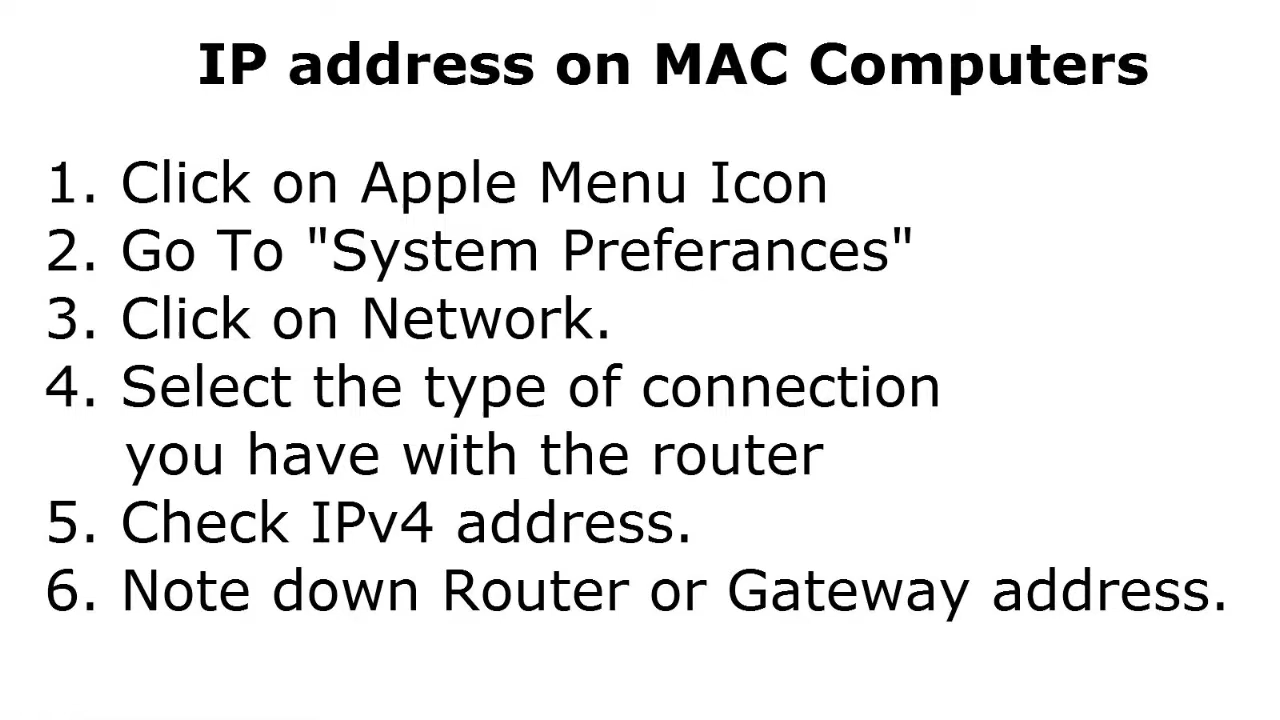 IP address on MAC Computers
1. Click on Apple Menu Icon
2. Go To "System Preferances"
3. Click on Network.
4. Select the type of connection
you have with the router
5. Check IPv4 address.
6. Note down Router or Gateway address.